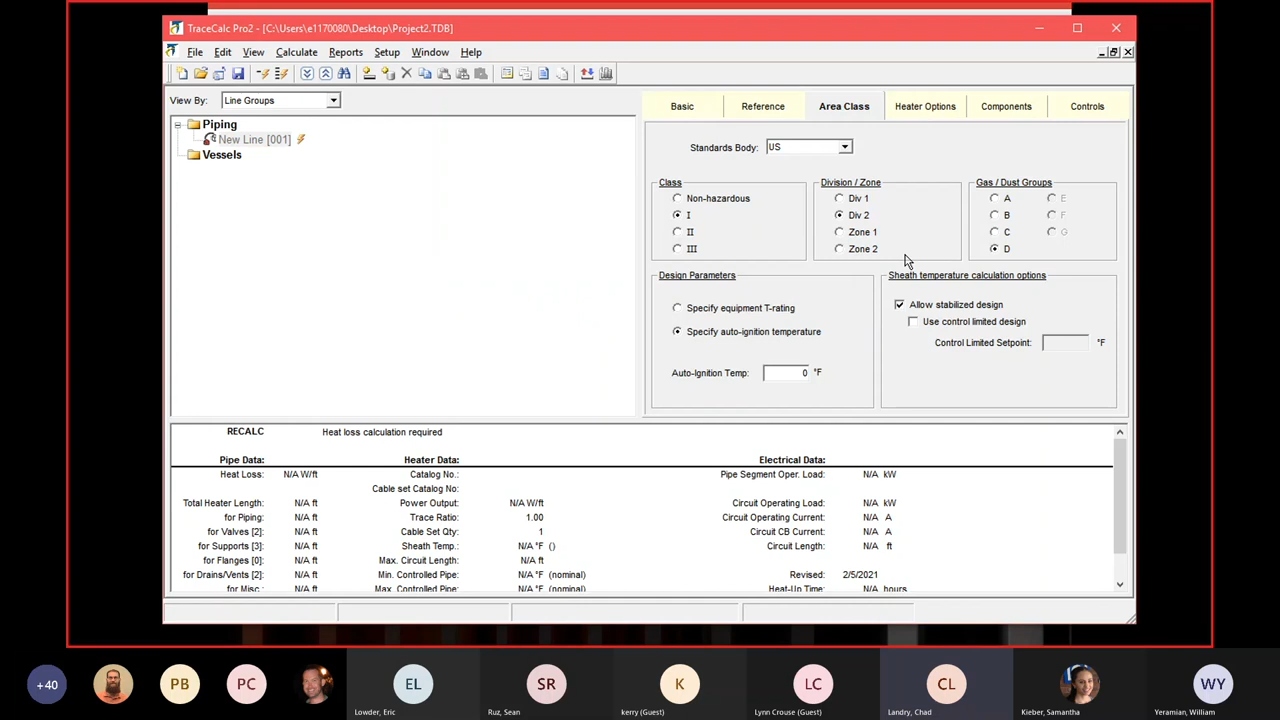 TraceCalc Pro2 - [C:\Users\e1170080\Desktop\Project2.TDB]
File Edit View Calculate Reports Setup Window Help
View By: Line Groups
Piping
New Line [001]
Vessels
Basic Reference Area Class Heater Options Components Controls
Standards Body: US
Class
Non-hazardous
I
II
III
Division / Zone
Div 1
Div 2
Zone 1
Zone 2
Gas / Dust Groups
A E
B F
C G
D
Design Parameters
Specify equipment T-rating
Specify auto-ignition temperature
Auto-Ignition Temp: 0 °F
Sheath temperature calculation options
Allow stabilized design
Use control limited design
Control Limited Setpoint: °F
RECALC Heat loss calculation required
Pipe Data: Heater Data: Electrical Data:
Heat Loss: N/A W/ft Catalog No.: Pipe Segment Oper. Load: N/A kW
Cable set Catalog No:
Total Heater Length: N/A ft Power Output: N/A W/ft Circuit Operating Load: N/A kW
for Piping: N/A ft Trace Ratio: 1.00 Circuit Operating Current: N/A A
for Valves [2]: N/A ft Cable Set Qty: 1 Circuit CB Current: N/A A
for Supports [3]: N/A ft Sheath Temp.: N/A °F () Circuit Length: N/A ft
for Flanges [0]: N/A ft Max. Circuit Length: N/A ft
for Drains/Vents [2]: N/A ft Min. Controlled Pipe: N/A °F (nominal) Revised: 2/5/2021
for Misc.: N/A ft Max. Controlled Pipe: N/A °F (nominal) Heat-Up Time: N/A hours
+40 PB PC EL SR K LC CL WY
Lowder, Eric Ruz, Sean kerry (Guest) Lynn Crouse (Guest) Landry, Chad Kieber, Samantha Yeramian, William